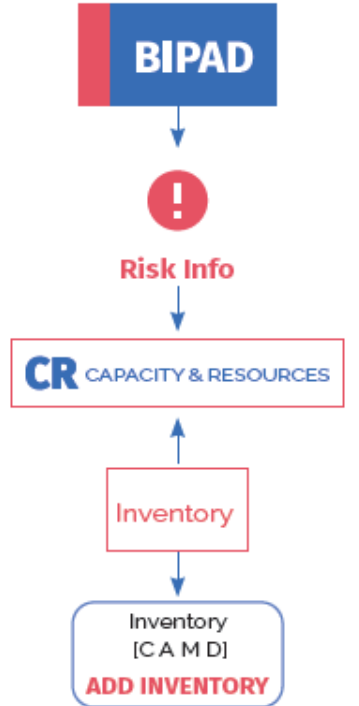 BIPAD
!
Risk Info
CR CAPACITY & RESOURCES
Inventory
Inventory
[C A M D]
ADD INVENTORY